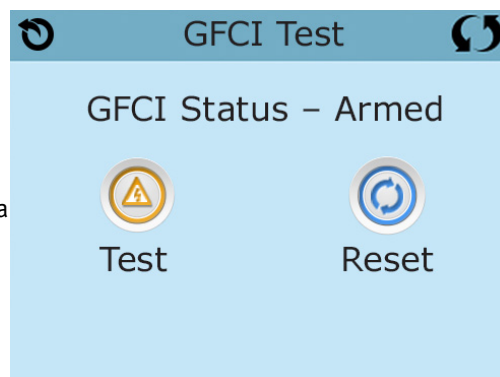 GFCI Test
GFCI Status – Armed
a
Test
Reset